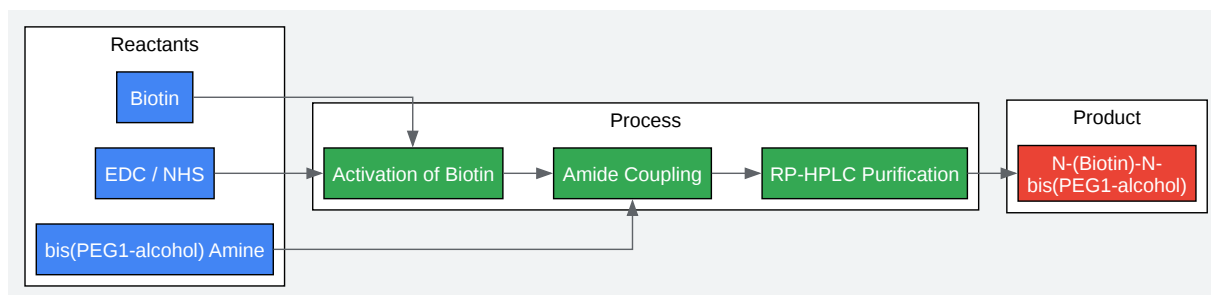 Reactants
Biotin
EDC / NHS
bis(PEG1-alcohol) Amine
Process
Activation of Biotin
Amide Coupling
RP-HPLC Purification
Product
N-(Biotin)-N-
bis(PEG1-alcohol)